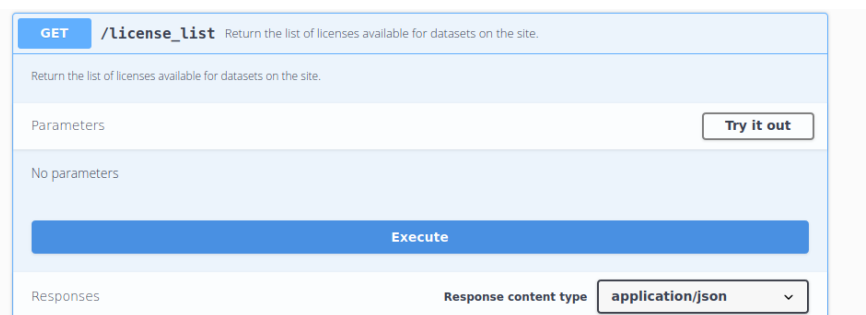 GET /license_list Return the list of licenses available for datasets on the site.
Return the list of licenses available for datasets on the site.
Parameters Try it out
No parameters
Execute
Responses Response content type application/json